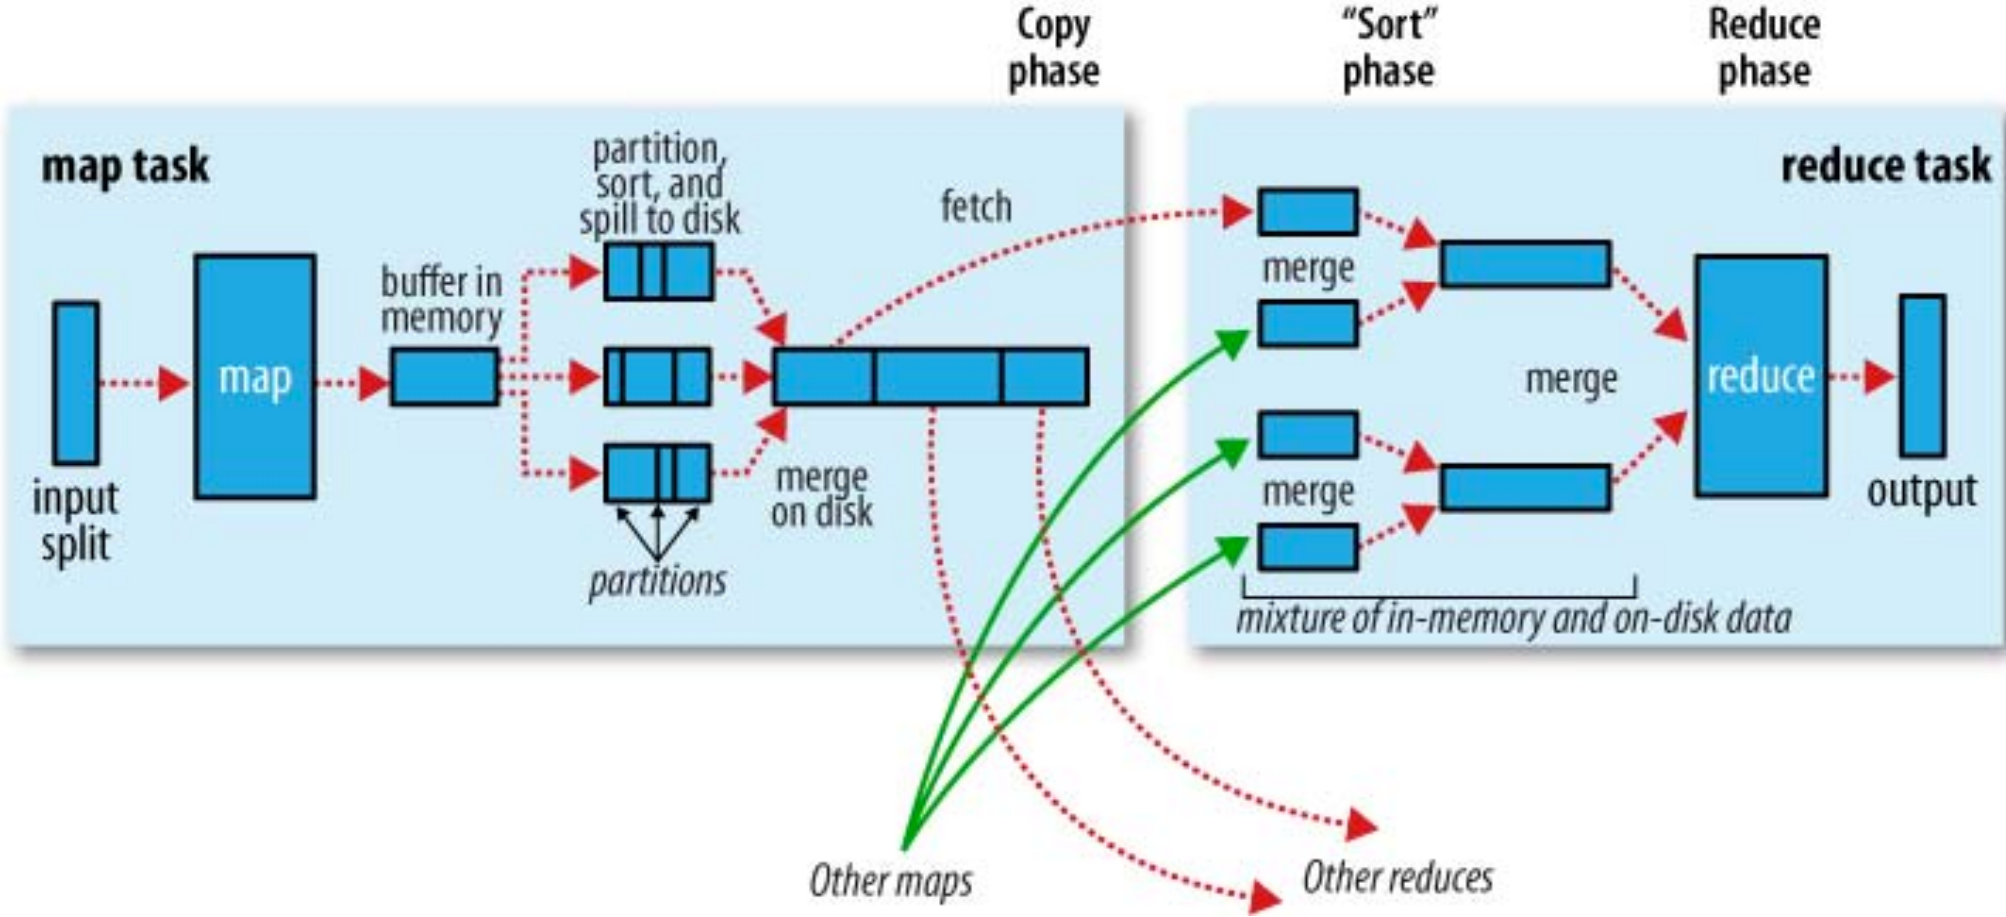 Copy
phase
“Sort”
phase
Reduce
phase
map task
partition,
sort, and
spill to disk
fetch
buffer in
memory
map
input
split
merge
on disk
partitions
reduce task
merge
merge
merge
reduce
output
mixture of in-memory and on-disk data
Other maps
Other reduces